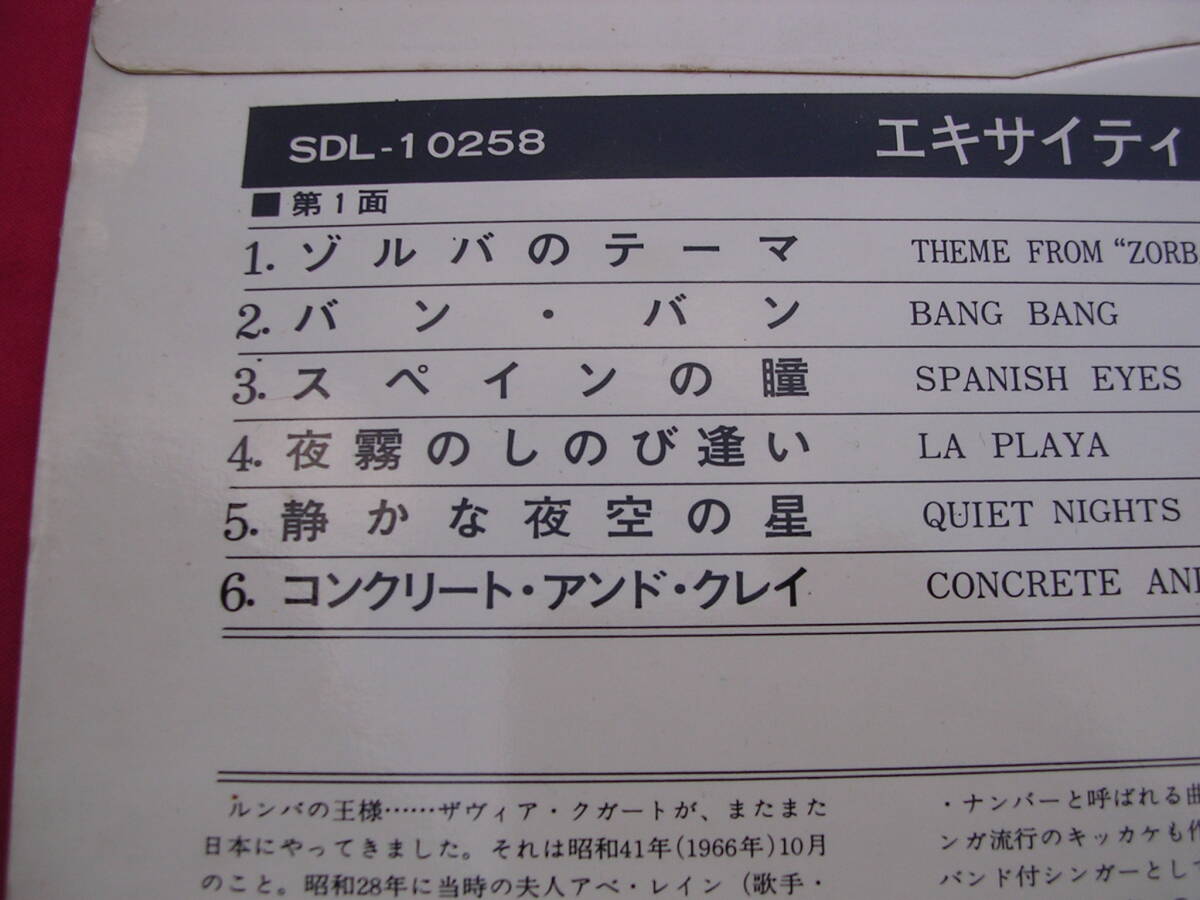 SDL-10258 エキサイティ
■ 第1面
1. ゾルバのテーマ THEME FROM “ZORB
2. バン・バン BANG BANG
3. スペインの瞳 SPANISH EYES
4. 夜霧のしのび逢い LA PLAYA
5. 静かな夜空の星 QUIET NIGHTS
6. コンクリート・アンド・クレイ CONCRETE AN
ルンバの王様……ザヴィア・クガートが、またまた
日本にやってきました。それは昭和41年(1966年)10月
のこと。昭和28年に当時の夫人アベ・レイン(歌手・
・ナンバーと呼ばれる曲
ンガ流行のキッカケも作
バンド付シンガーとして